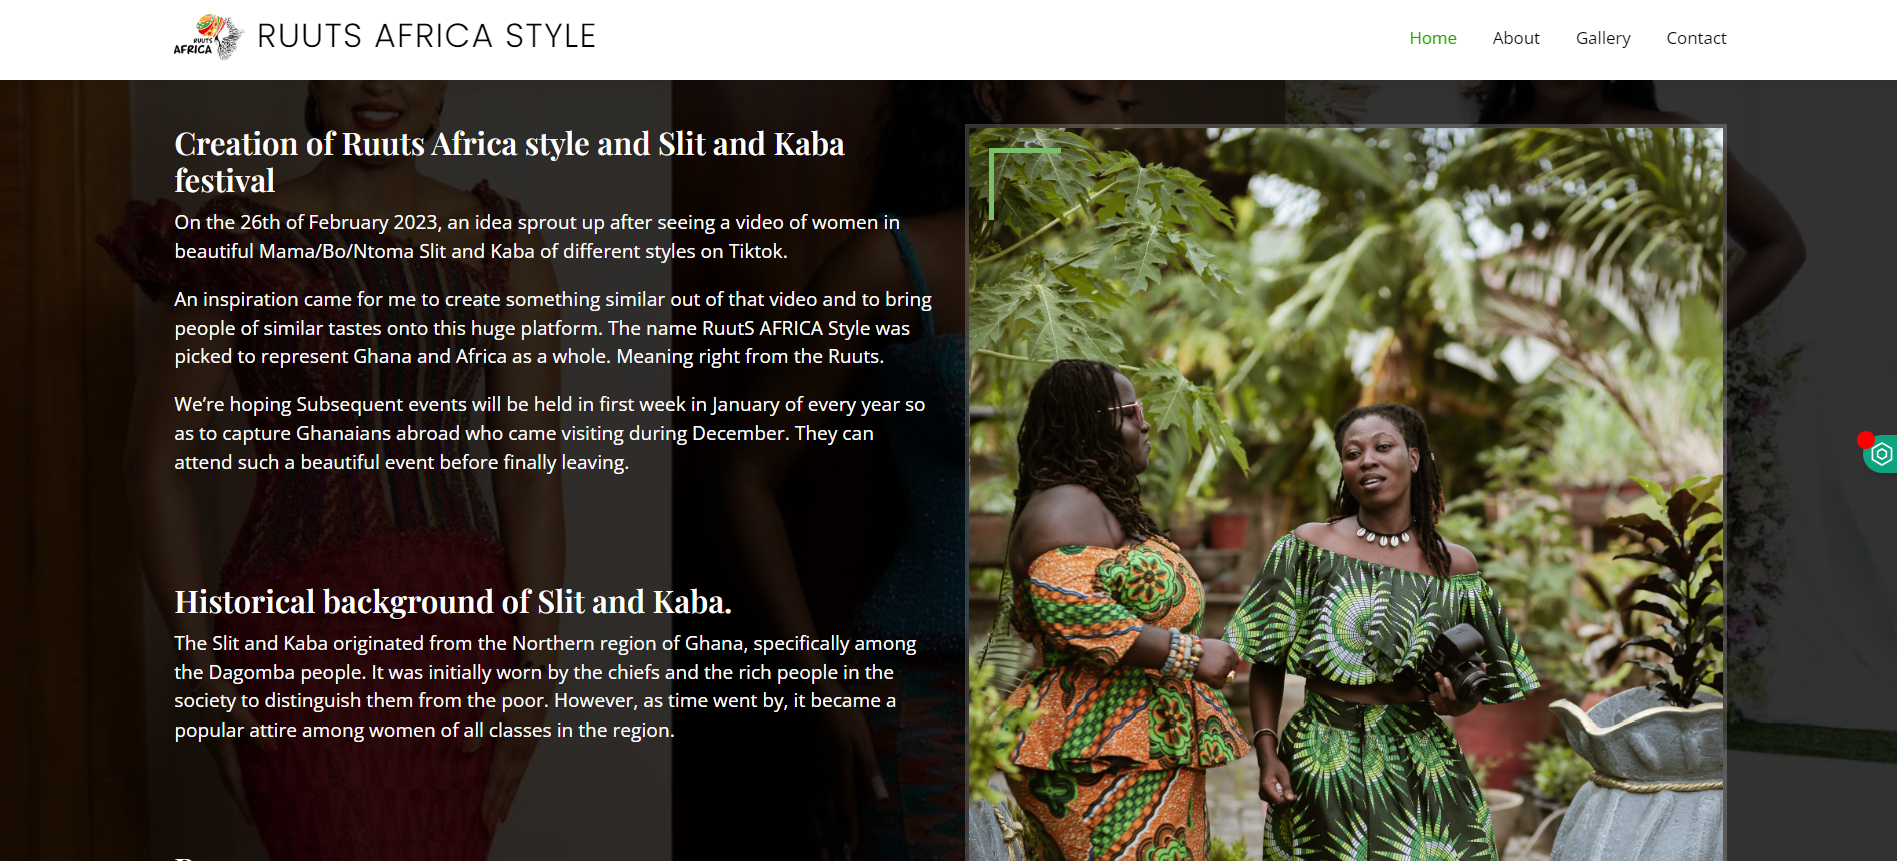 RUUTS
AFRICA
RUUTS AFRICA STYLE
Home
About
Gallery
Contact
Creation of Ruuts Africa style and Slit and Kaba
festival
On the 26th of February 2023, an idea sprout up after seeing a video of women in
beautiful Mama/Bo/Ntoma Slit and Kaba of different styles on Tiktok.
An inspiration came for me to create something similar out of that video and to bring
people of similar tastes onto this huge platform. The name RuutS AFRICA Style was
picked to represent Ghana and Africa as a whole. Meaning right from the Ruuts.
We’re hoping Subsequent events will be held in first week in January of every year so
as to capture Ghanaians abroad who came visiting during December. They can
attend such a beautiful event before finally leaving.
Historical background of Slit and Kaba.
The Slit and Kaba originated from the Northern region of Ghana, specifically among
the Dagomba people. It was initially worn by the chiefs and the rich people in the
society to distinguish them from the poor. However, as time went by, it became a
popular attire among women of all classes in the region.